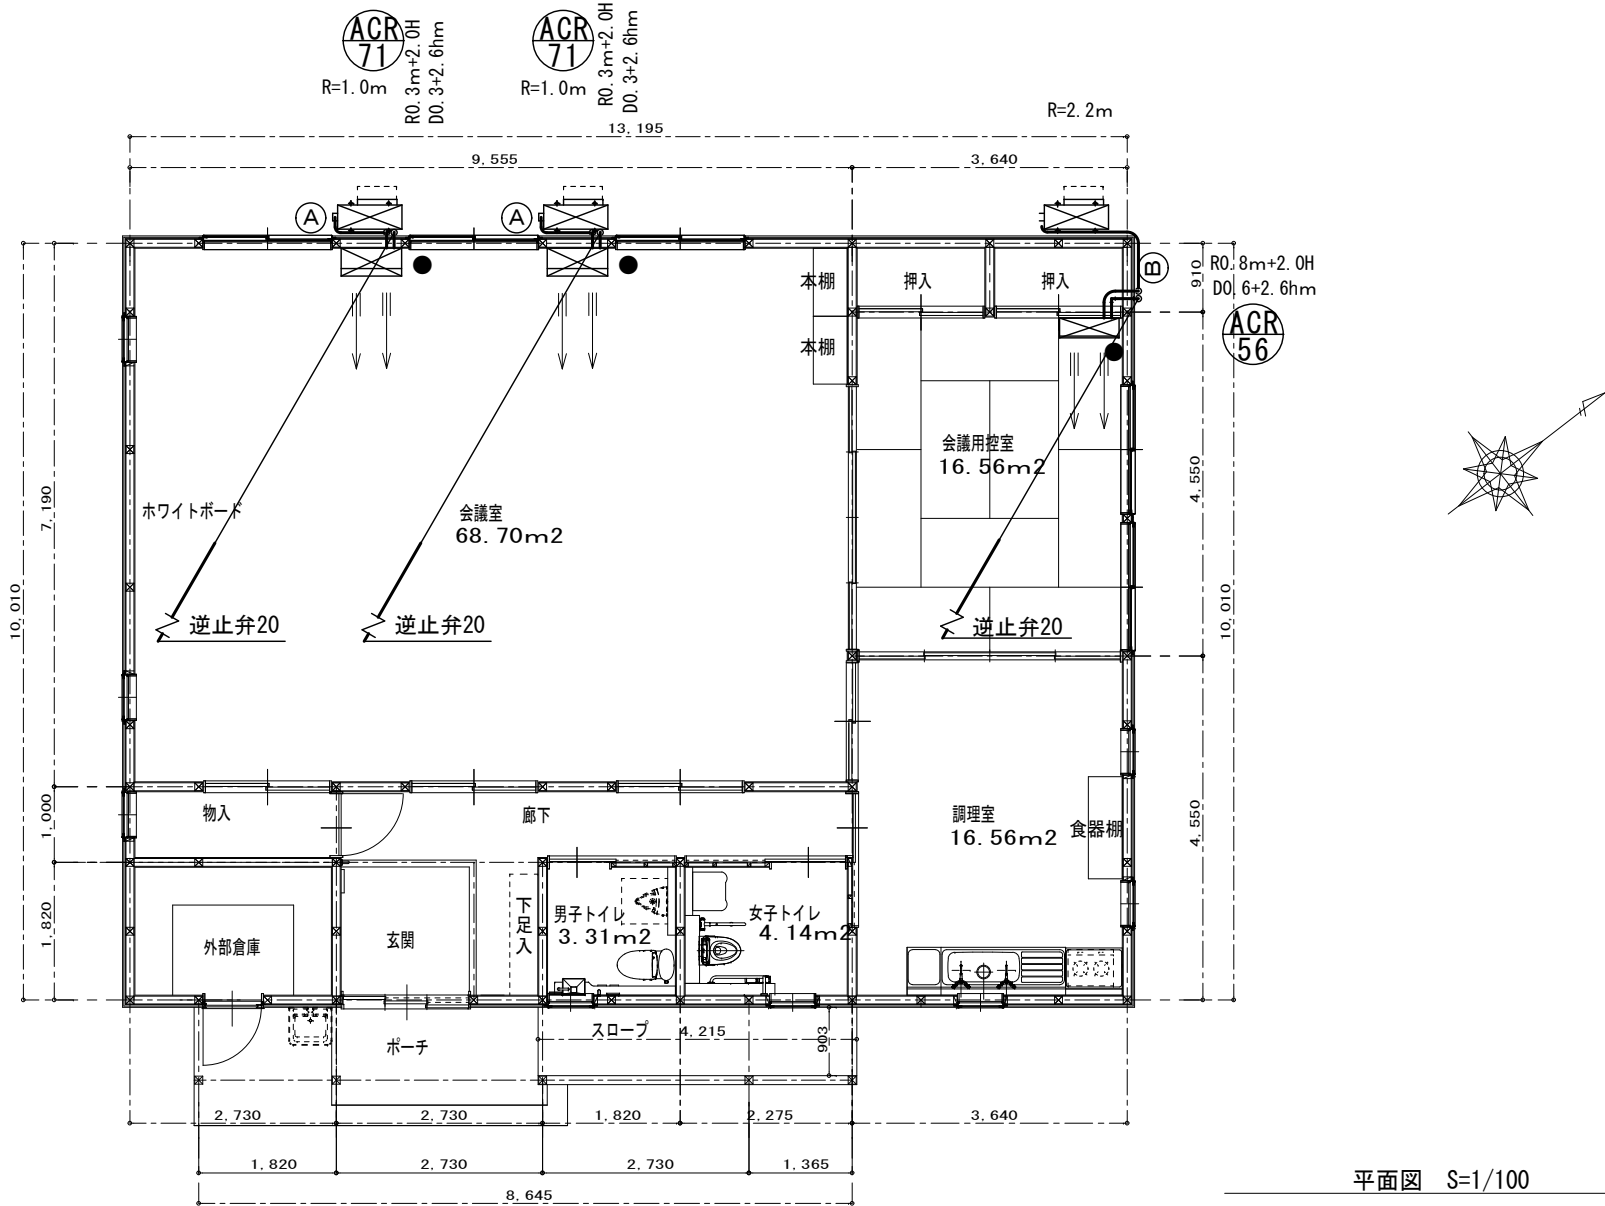 ACR
71
R=1.0m
R0.3m+2.0H
D0.3+2.6hm
ACR
71
R=1.0m
R0.3m+2.0H
D0.3+2.6hm
R=2.2m
13,195
9,555
3,640
A
A
B
R0.8m+2.0H
D0.6+2.6hm
ACR
56
910
本棚
本棚
押入
押入
会議用控室
16.56m2
ホワイトボード
会議室
68.70m2
7,190
4,550
10,010
10,010
逆止弁20
逆止弁20
逆止弁20
1,000
物入
廊下
調理室
16.56m2
食器棚
4,550
1,820
外部倉庫
玄関
下足入
男子トイレ
3.31m2
女子トイレ
4.14m2
ポーチ
スロープ
4,215
903
2,730
2,730
1,820
2,275
3,640
1,820
2,730
2,730
1,365
8,645
平面図 S=1/100